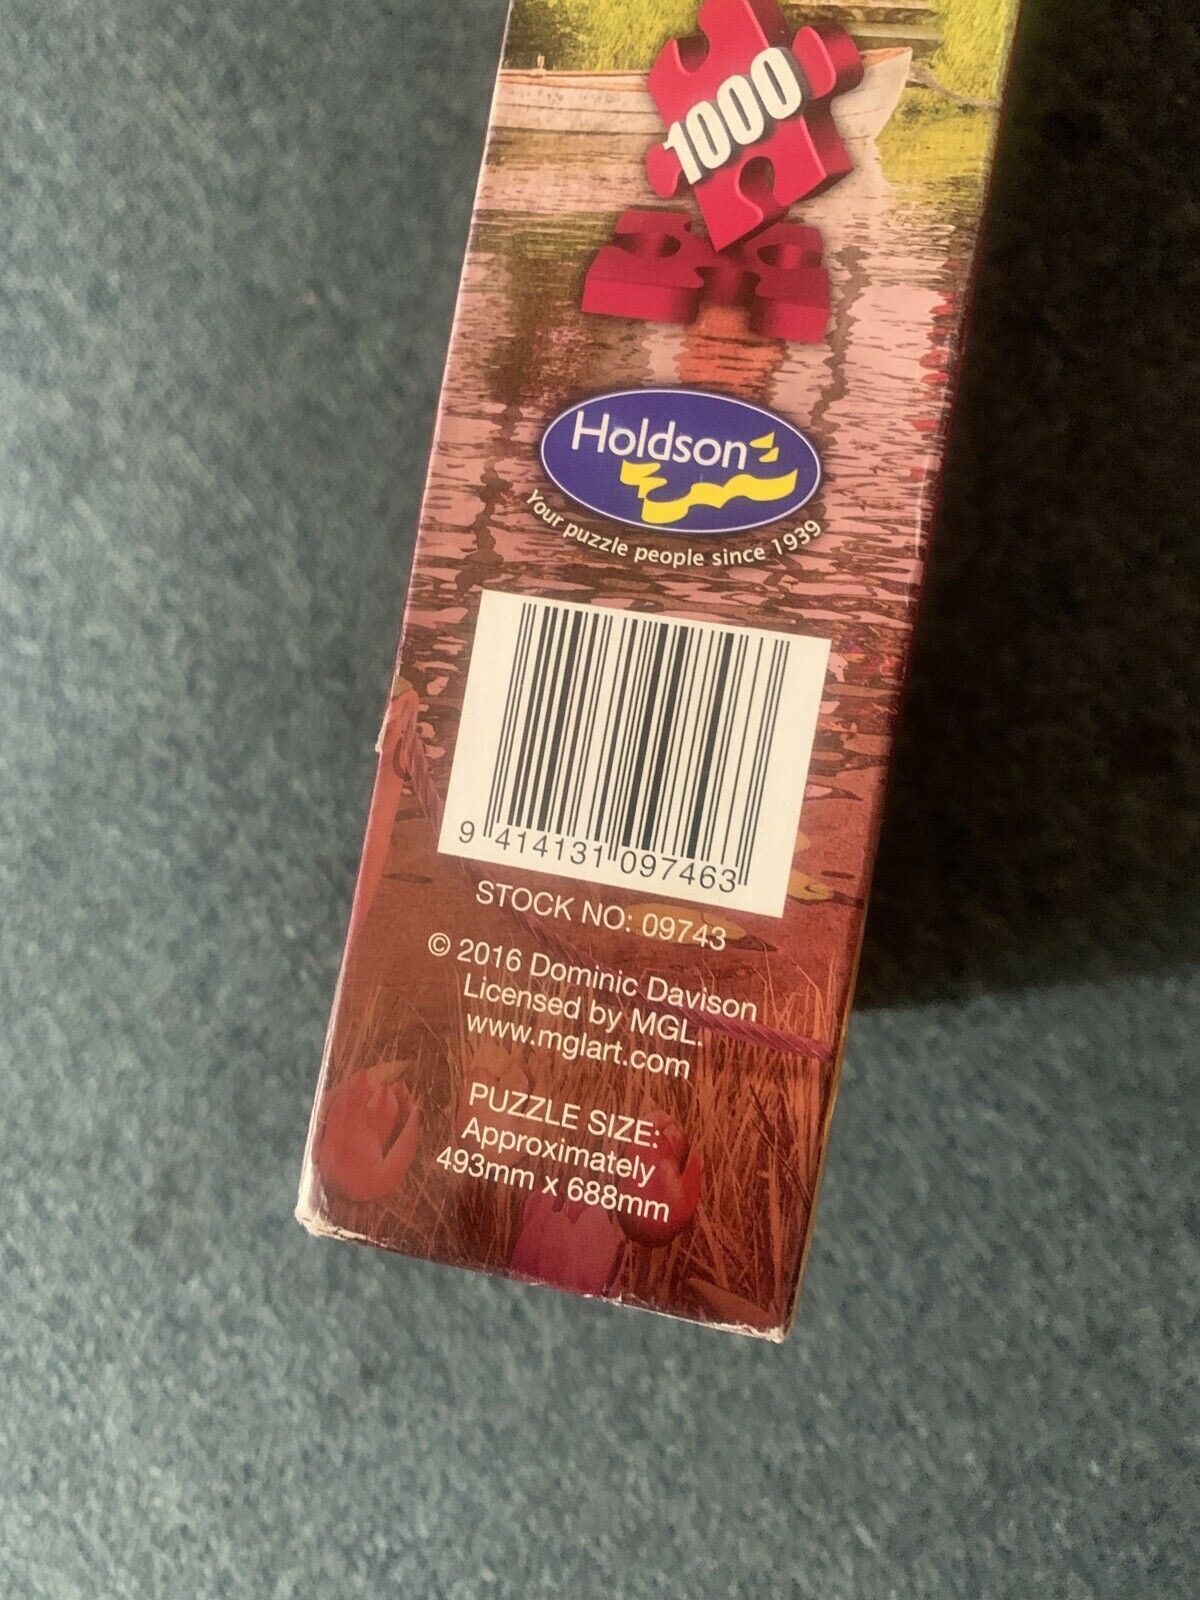 1000
Holdson
Your puzzle people since 1939
9 414131 097463
STOCK NO: 09743
© 2016 Dominic Davison
Licensed by MGL.
www.mglart.com
PUZZLE SIZE:
Approximately
493mm x 688mm